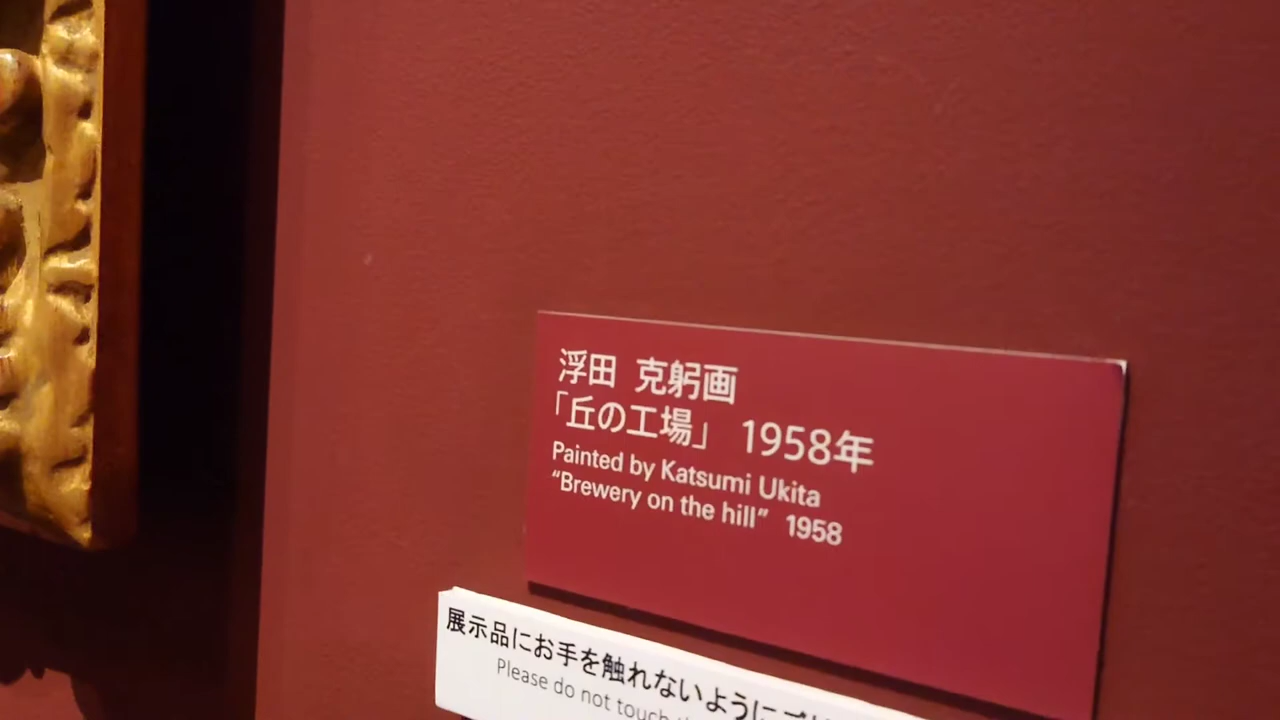 浮田 克躬画
「丘の工場」 1958年
Painted by Katsumi Ukita
“Brewery on the hill” 1958
展示品にお手を触れないように
Please do not touch